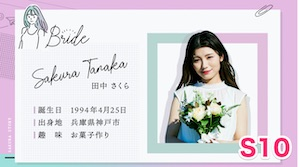 Bride
Sakura Tanaka
田中 さくら
誕生日 1994年4月25日
出身地 兵庫県神戸市
趣 味 お菓子作り
S10